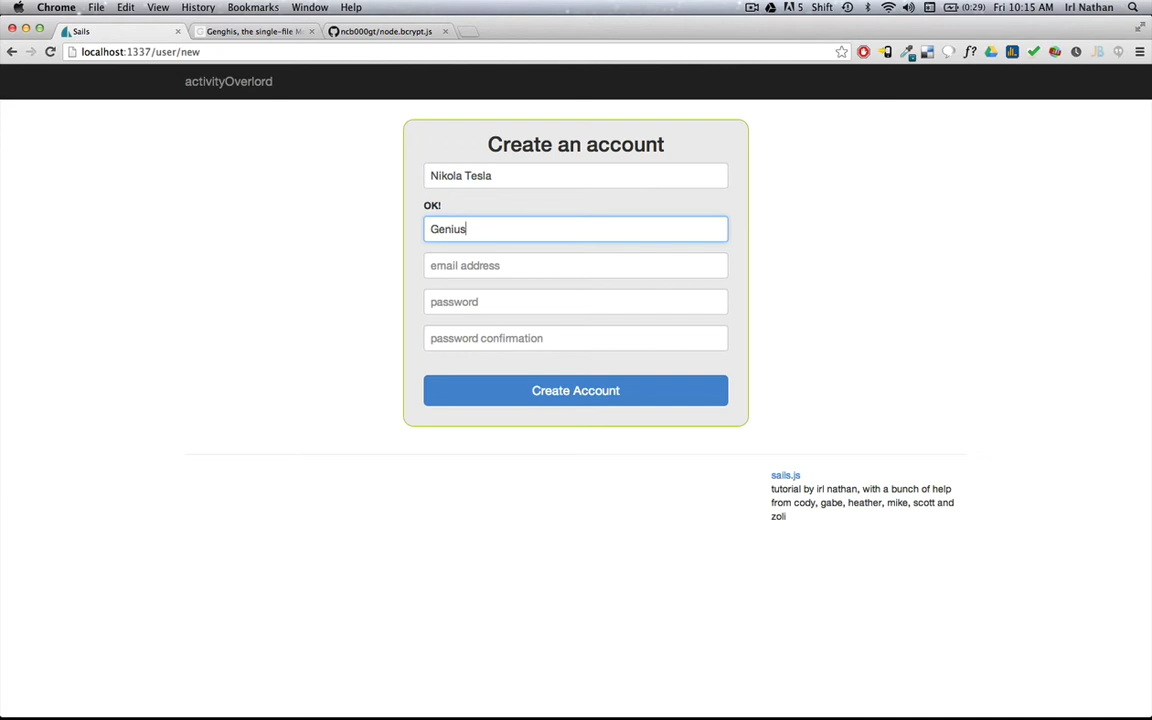 Chrome File Edit View History Bookmarks Window Help 5 Shift (0:29) Fri 10:15 AM Irl Nathan
Sails Genghis, the single-file M ncb000gt/node.bcrypt.js
localhost:1337/user/new
activityOverlord
Create an account
Nikola Tesla
OK!
Genius
email address
password
password confirmation
Create Account
sails.js
tutorial by irl nathan, with a bunch of help
from cody, gabe, heather, mike, scott and
zoli